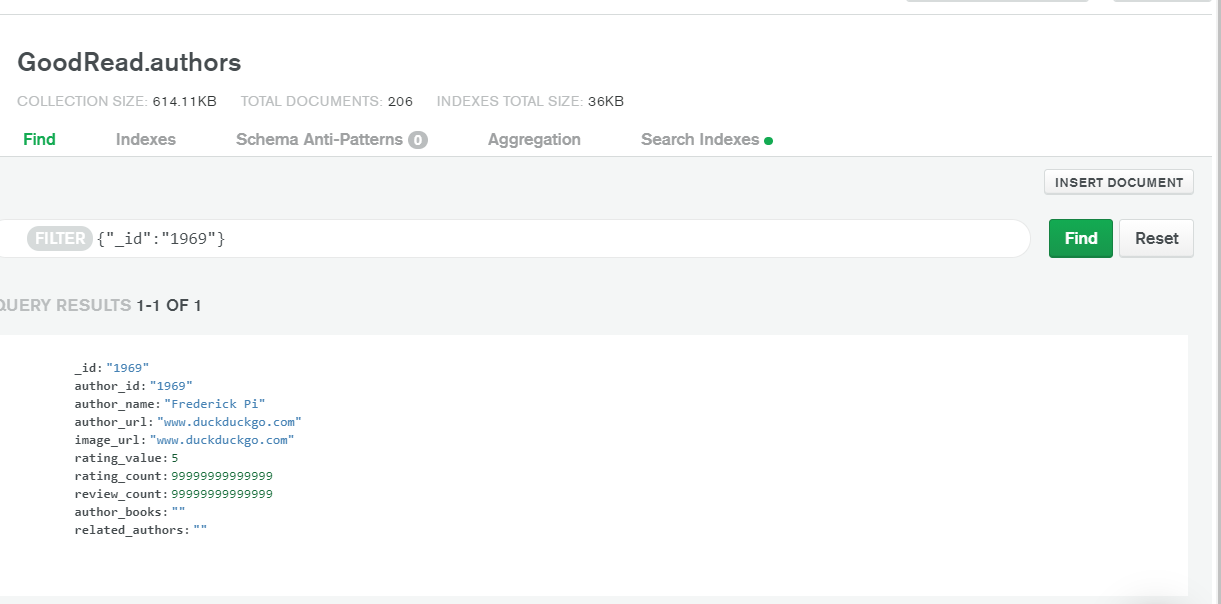 GoodRead.authors
COLLECTION SIZE: 614.11KB TOTAL DOCUMENTS: 206 INDEXES TOTAL SIZE: 36KB
Find Indexes Schema Anti-Patterns 0 Aggregation Search Indexes
INSERT DOCUMENT
FILTER {"_id":"1969"} Find Reset
QUERY RESULTS 1-1 OF 1
_id: "1969"
author_id: "1969"
author_name: "Frederick Pi"
author_url: "www.duckduckgo.com"
image_url: "www.duckduckgo.com"
rating_value: 5
rating_count: 99999999999999
review_count: 99999999999999
author_books: ""
related_authors: ""